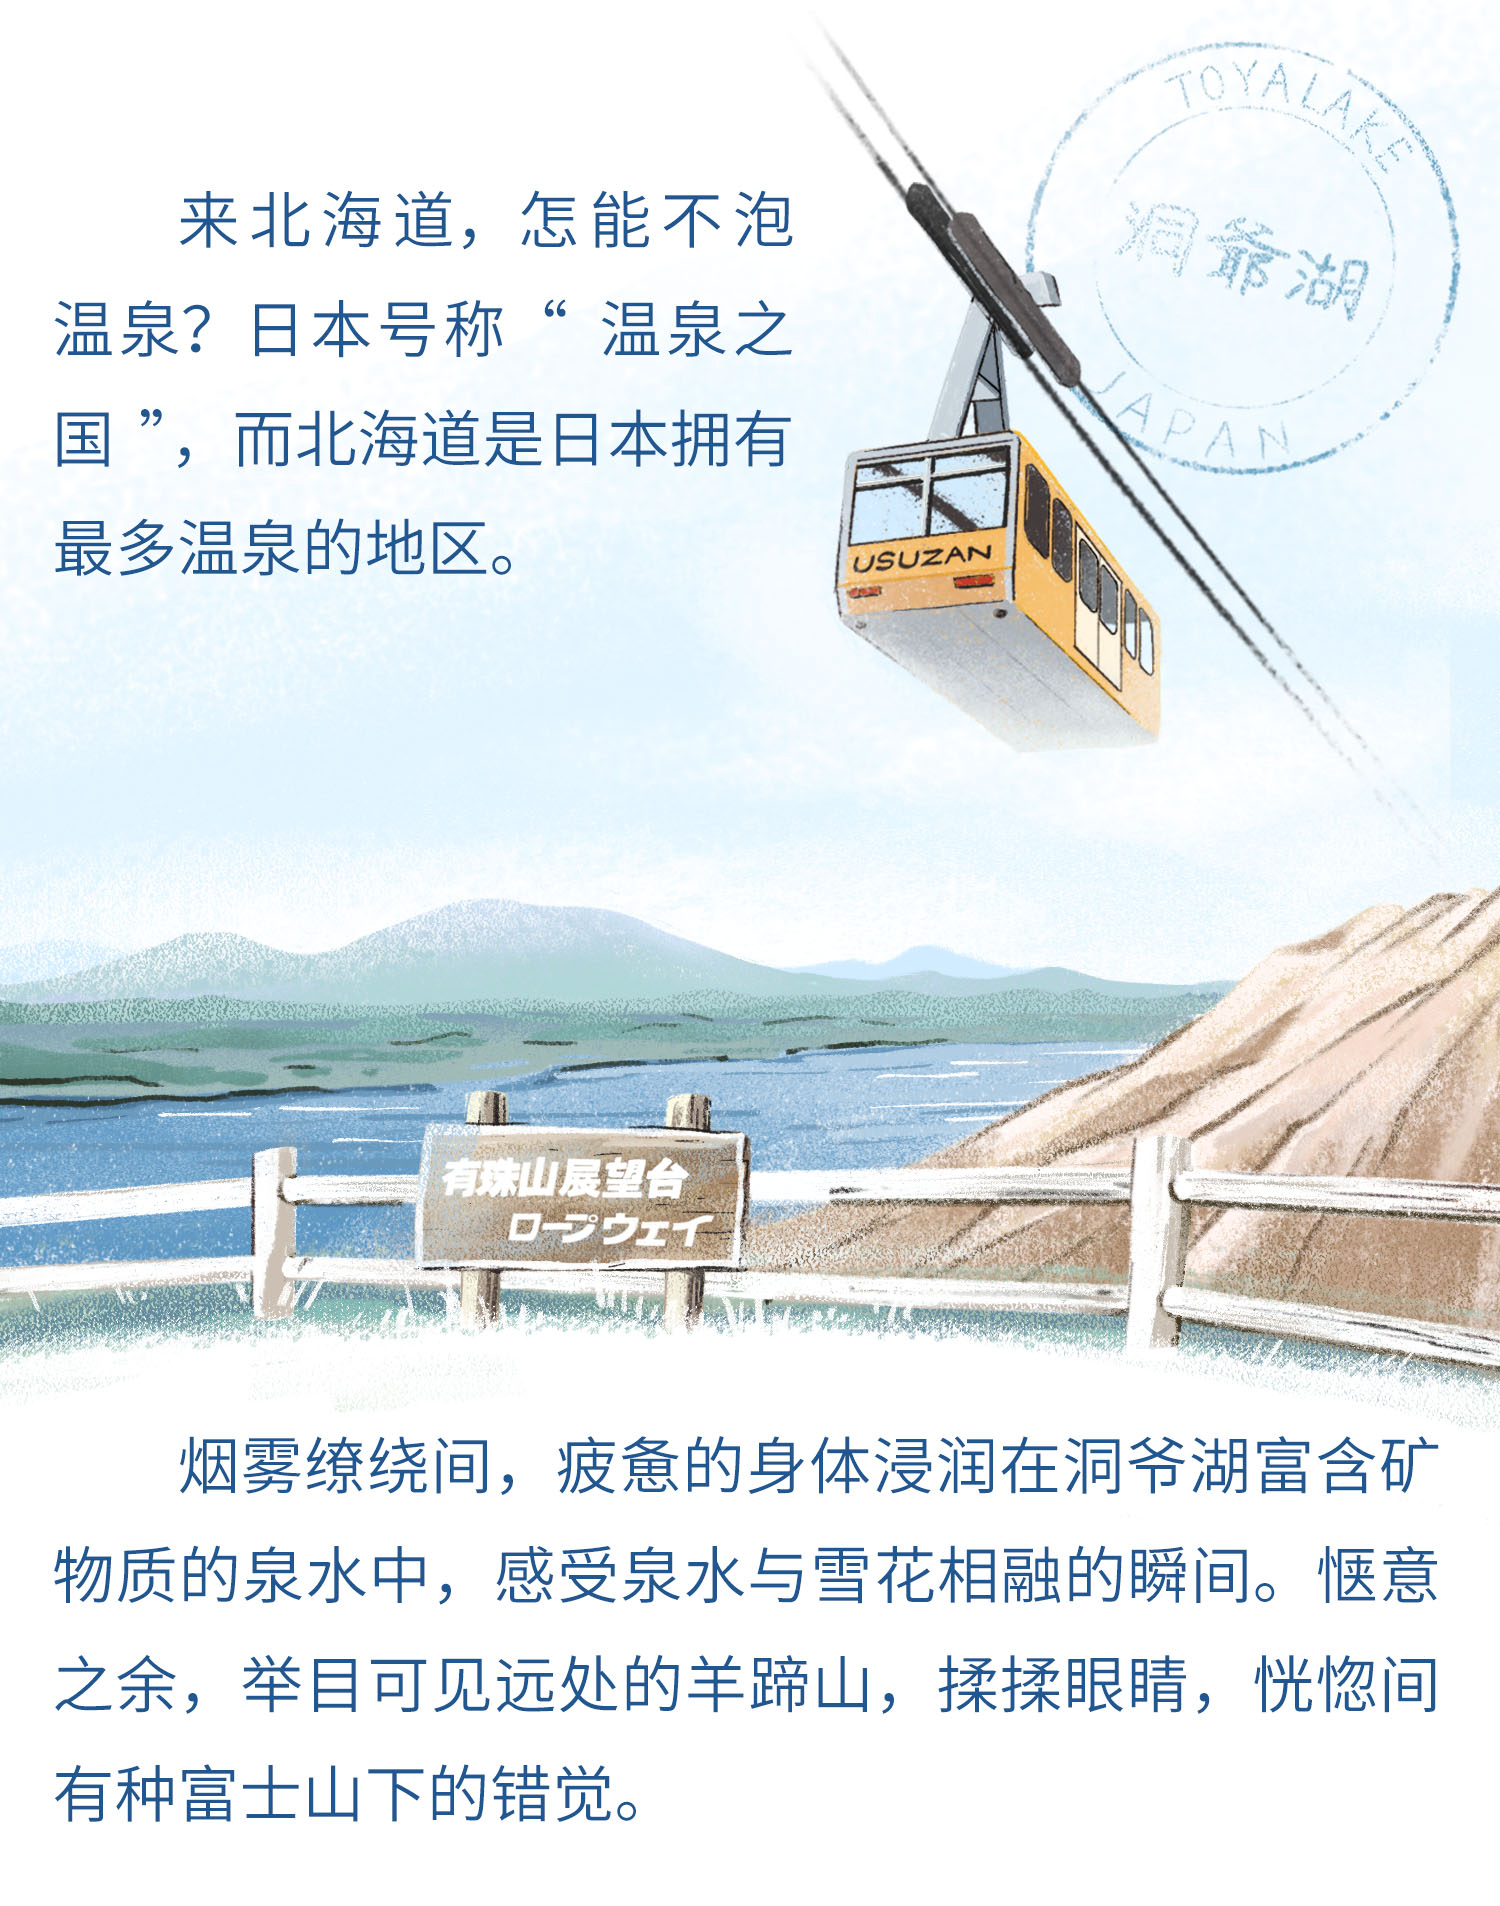 TOYALAKE
洞爷湖
JAPAN
来北海道，怎能不泡
温泉？日本号称“温泉之
国”，而北海道是日本拥有
最多温泉的地区。
USUZAN
有珠山展望台
ロープウェイ
烟雾缭绕间，疲惫的身体浸润在洞爷湖富含矿
物质的泉水中，感受泉水与雪花相融的瞬间。惬意
之余，举目可见远处的羊蹄山，揉揉眼睛，恍惚间
有种富士山下的错觉。